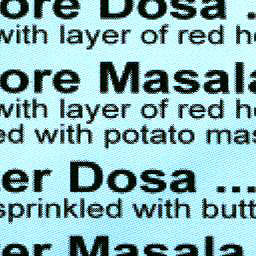 ore Dosa .
with layer of red h
ore Masala
with layer of red h
ed with potato mas
er Dosa ...
sprinkled with butt
er Masala